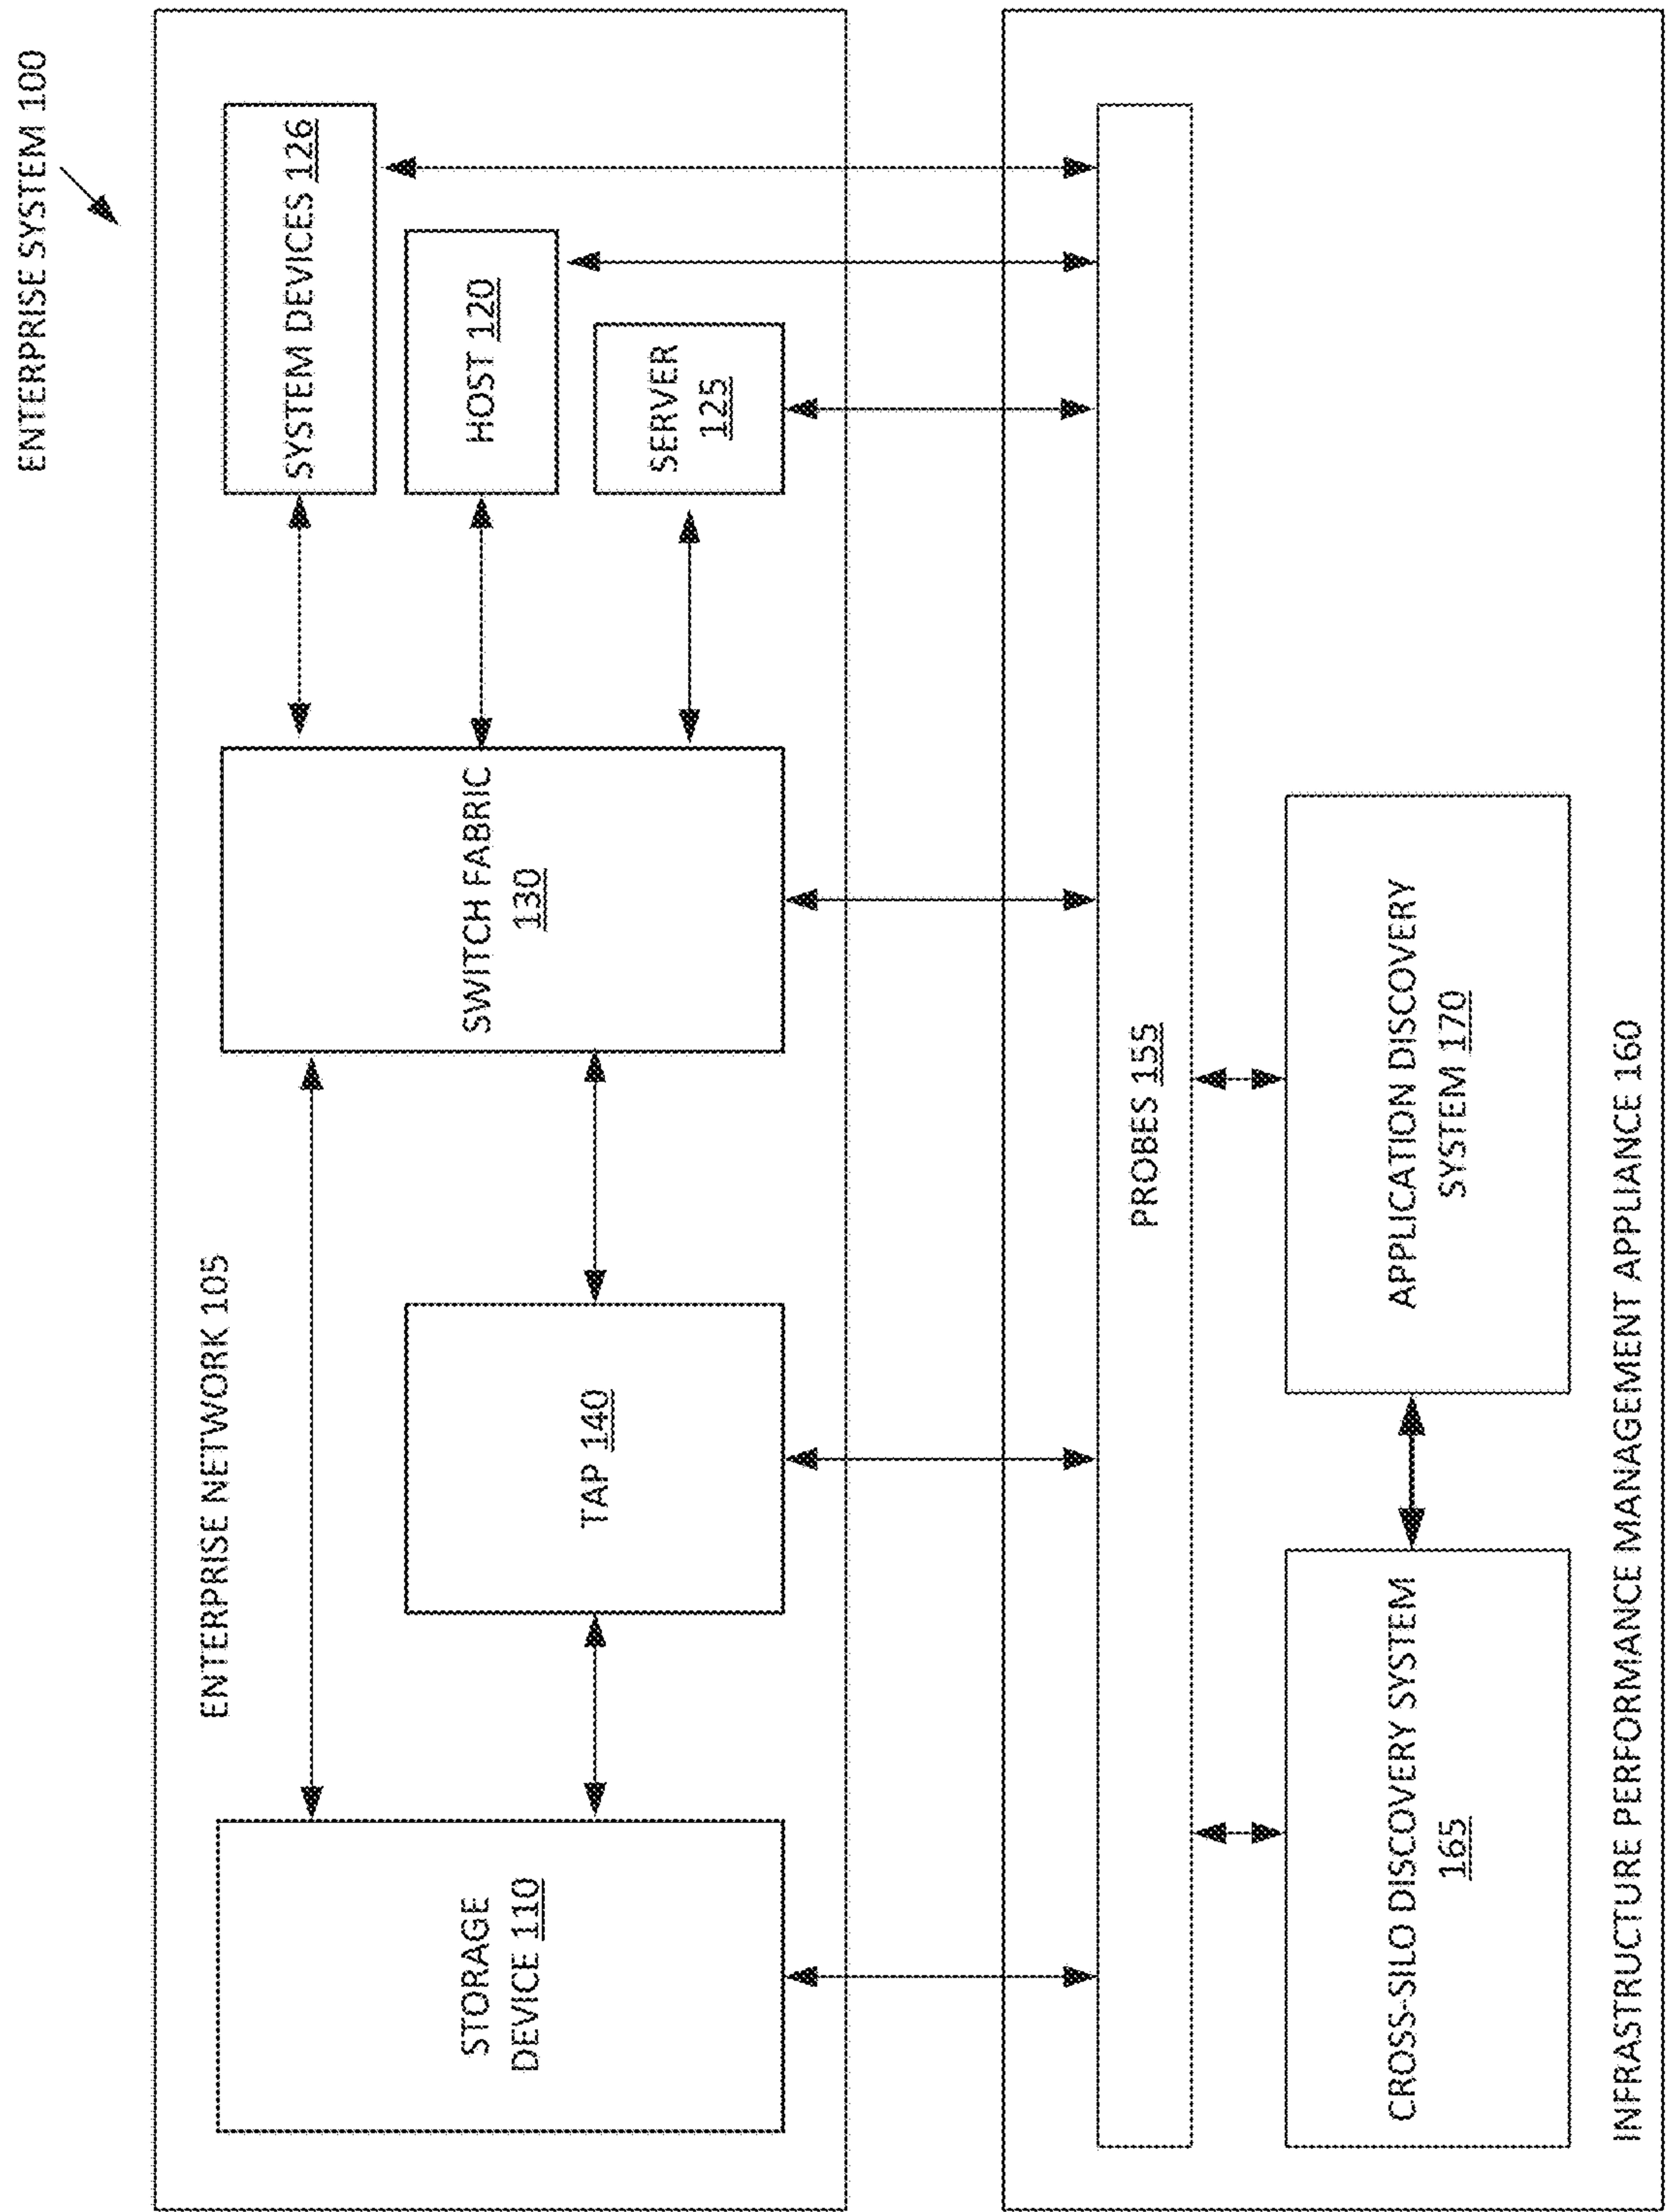 ENTERPRISE SYSTEM 100
ENTERPRISE NETWORK 105
STORAGE
DEVICE 110
TAP 140
SWITCH FABRIC
130
SYSTEM DEVICES 126
HOST 120
SERVER
125
PROBES 155
CROSS-SILO DISCOVERY SYSTEM
165
APPLICATION DISCOVERY
SYSTEM 170
INFRASTRUCTURE PERFORMANCE MANAGEMENT APPLIANCE 160